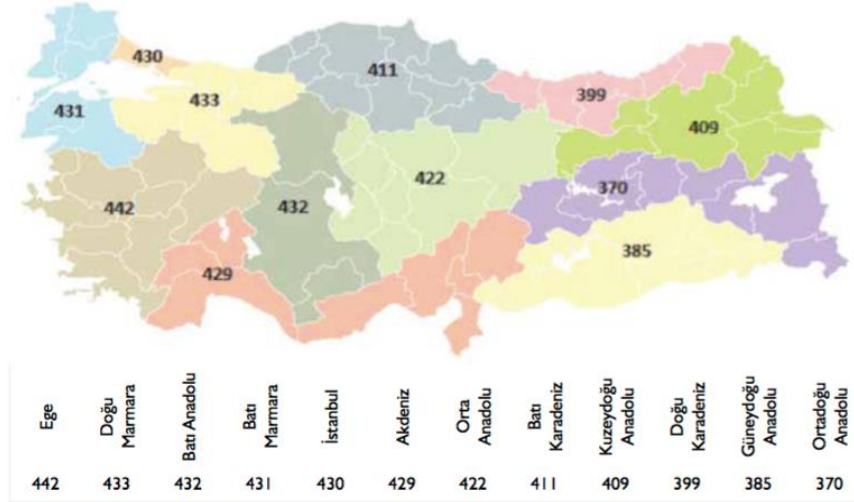 430
411
431
433
399
409
422
370
442
432
385
429
Ege
Doğu
Marmara
Batı Anadolu
Batı
Marmara
İstanbul
Akdeniz
Orta
Anadolu
Batı
Karadeniz
Kuzeydoğu
Anadolu
Doğu
Karadeniz
Güneydoğu
Anadolu
Ortadoğu
Anadolu
442 433 432 431 430 429 422 411 409 399 385 370